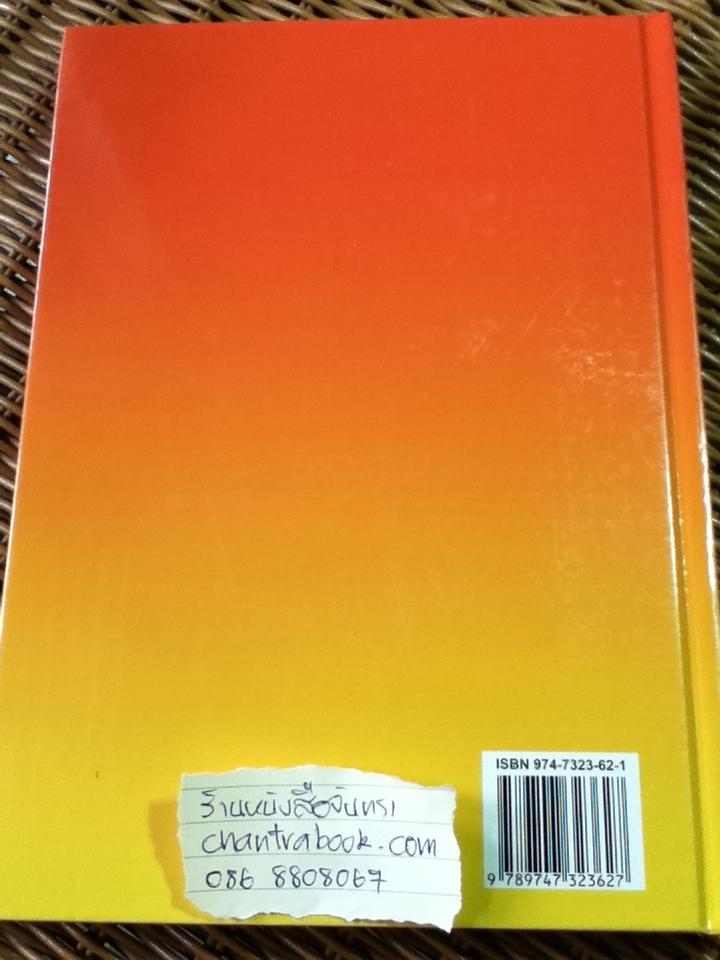 ร้านหนังสือจันทรา
chantrabook.com
086 8808067
ISBN 974-7323-62-1
9 789747 323627